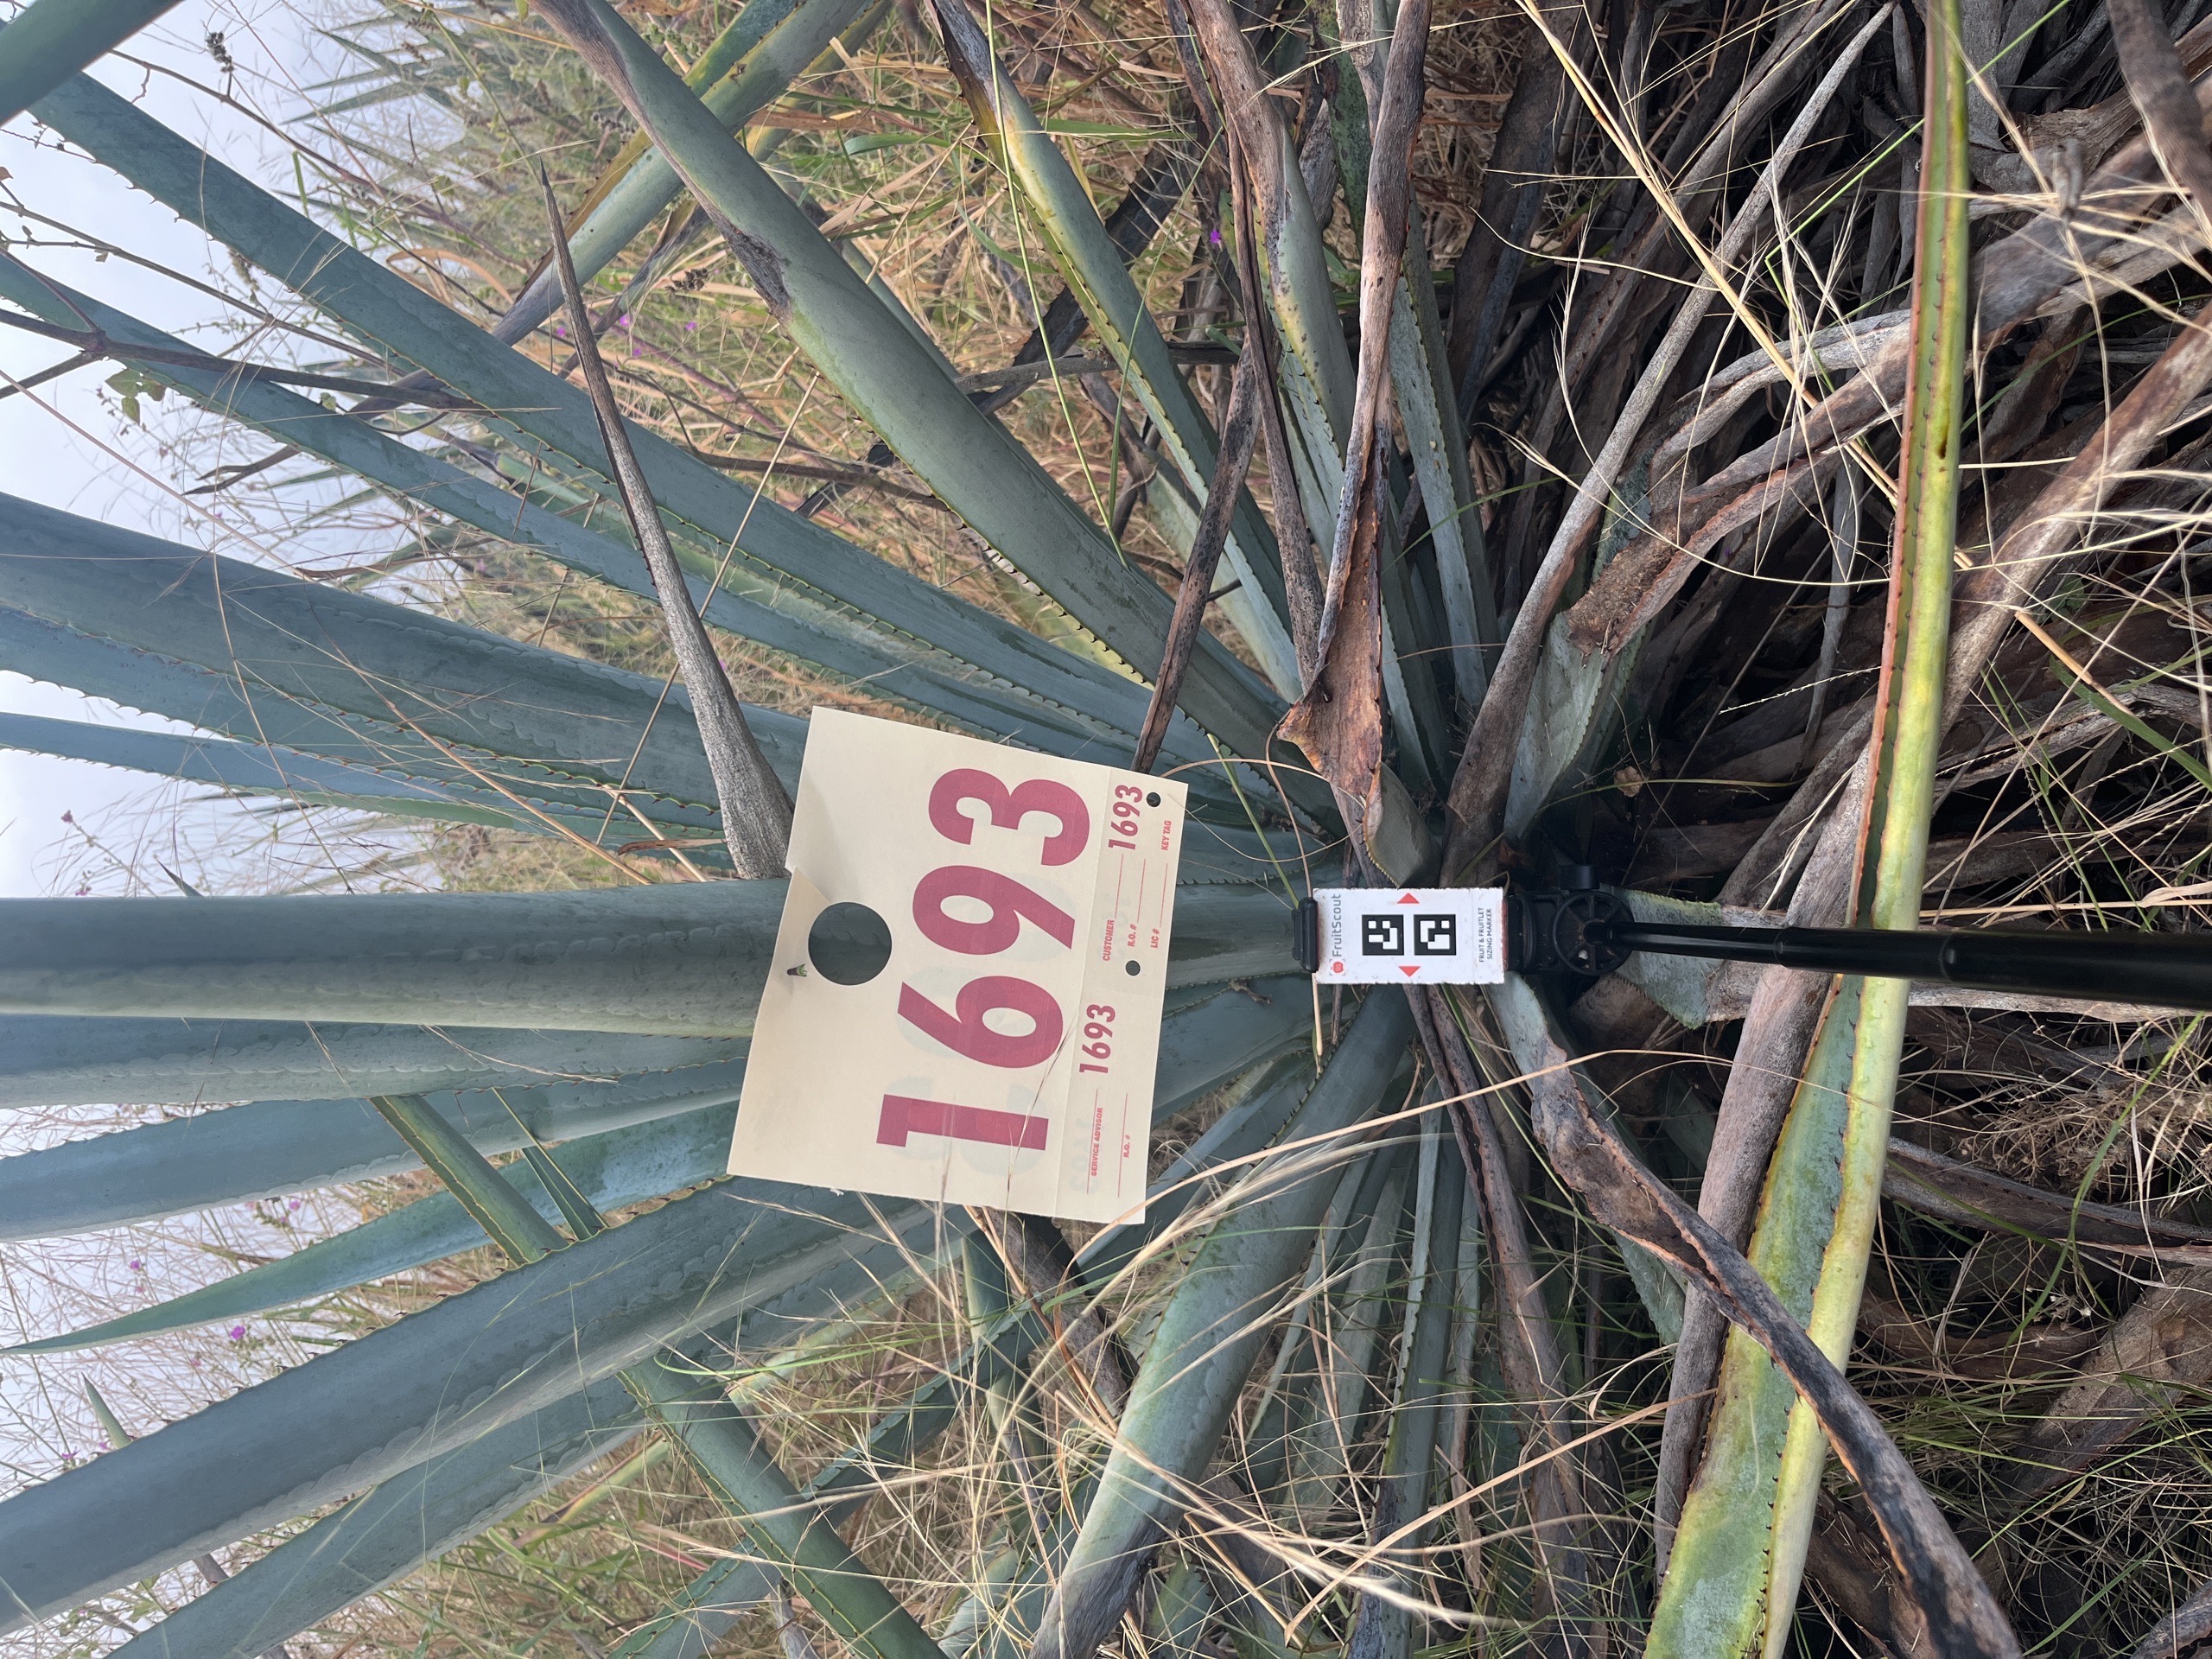 1693
SERVICE ADVISOR
1693
R.O. #
CUSTOMER
1693
R.O. #
LIC #
KEY TAG
FruitScout
FRUIT & FRUITLET
SIZING MARKER